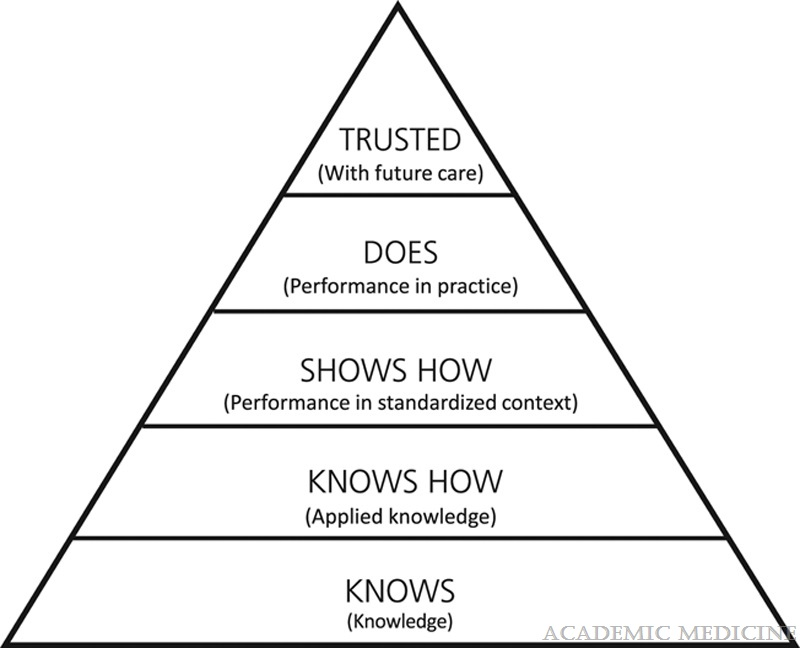 TRUSTED
(With future care)
DOES
(Performance in practice)
SHOWS HOW
(Performance in standardized context)
KNOWS HOW
(Applied knowledge)
KNOWS
(Knowledge)
ACADEMIC MEDICINE